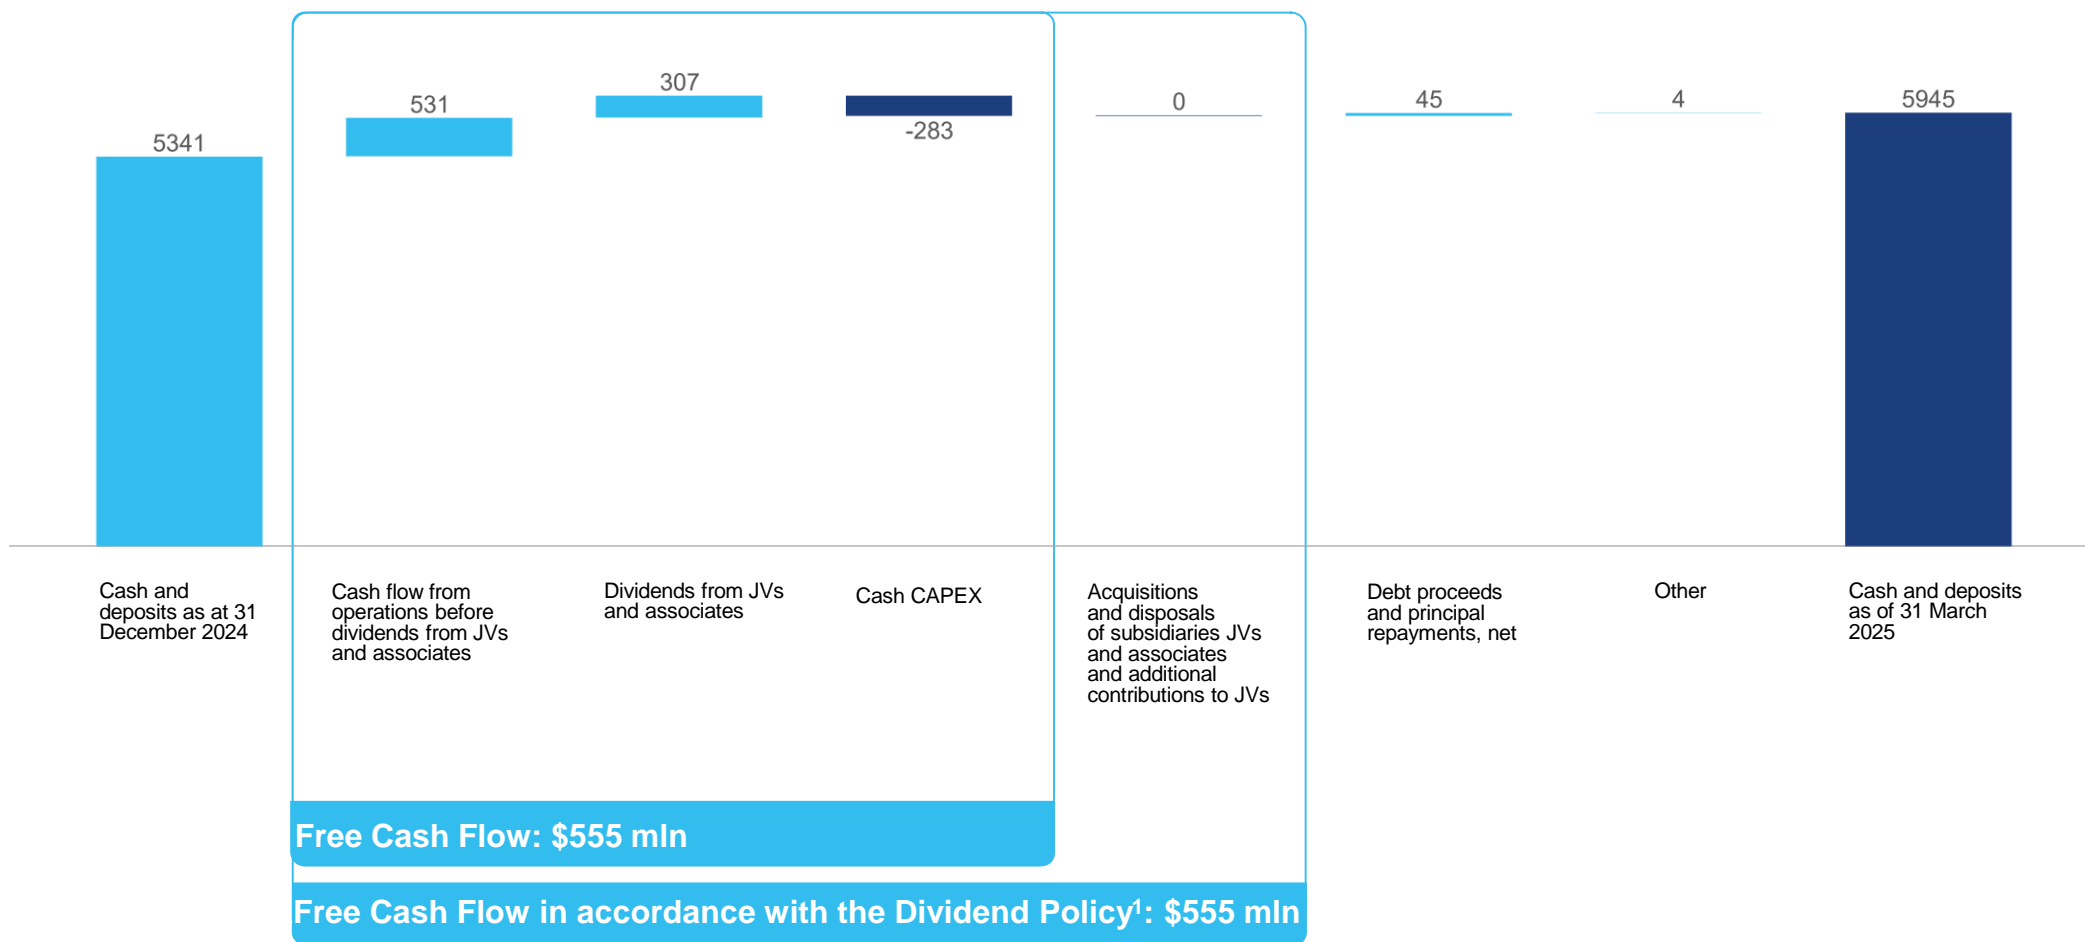 5341
531
307
-283
0
45
4
5945
Cash and
deposits as at 31
December 2024
Cash flow from
operations before
dividends from JVs
and associates
Dividends from JVs
and associates
Cash CAPEX
Acquisitions
and disposals
of subsidiaries JVs
and associates
and additional
contributions to JVs
Debt proceeds
and principal
repayments, net
Other
Cash and deposits
as of 31 March
2025
Free Cash Flow: $555 mln
Free Cash Flow in accordance with the Dividend Policy¹: $555 mln